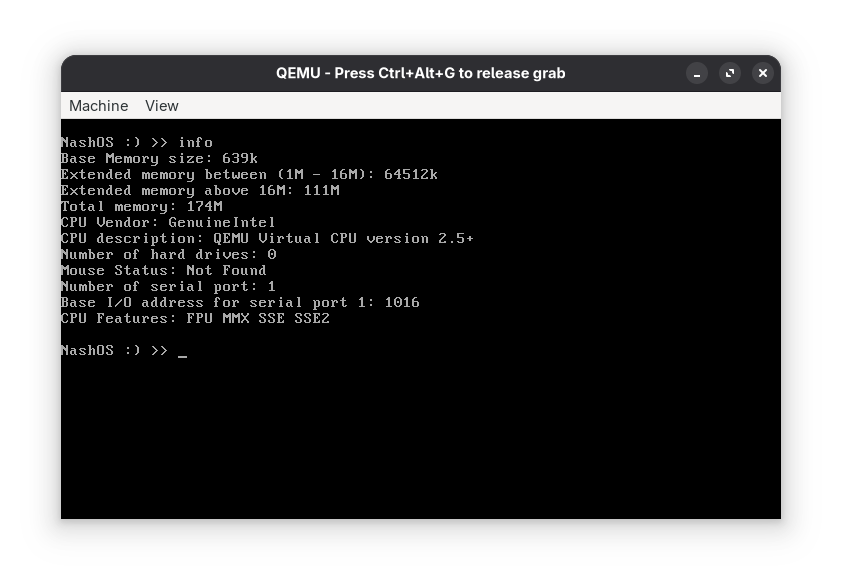 QEMU - Press Ctrl+Alt+G to release grab
Machine View
NashOS :) >> info
Base Memory size: 639k
Extended memory between (1M - 16M): 64512k
Extended memory above 16M: 111M
Total memory: 174M
CPU Vendor: GenuineIntel
CPU description: QEMU Virtual CPU version 2.5+
Number of hard drives: 0
Mouse Status: Not Found
Number of serial port: 1
Base I/O address for serial port 1: 1016
CPU Features: FPU MMX SSE SSE2
NashOS :) >> _